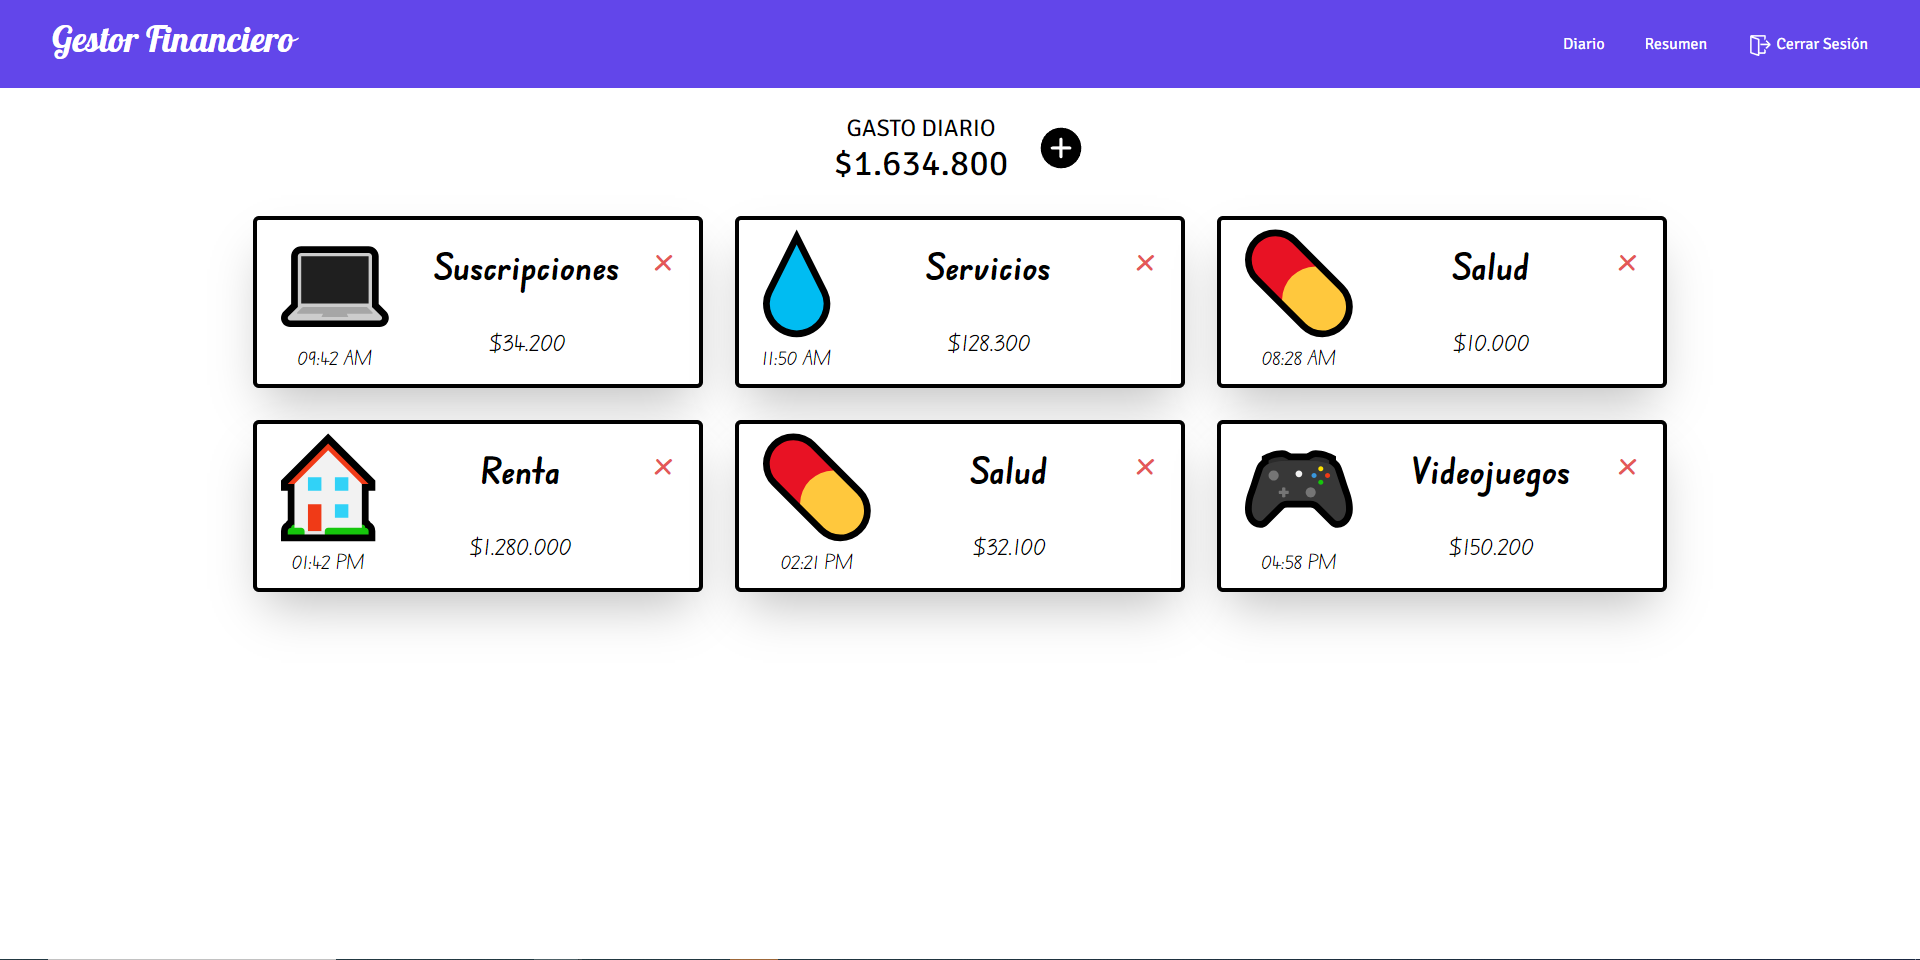 Gestor Financiero
Diario
Resumen
Cerrar Sesión
GASTO DIARIO
$1.634.800
Suscripciones
$34.200
09:42 AM
Servicios
$128.300
11:50 AM
Salud
$10.000
08:28 AM
Renta
$1.280.000
01:42 PM
Salud
$32.100
02:21 PM
Videojuegos
$150.200
04:58 PM